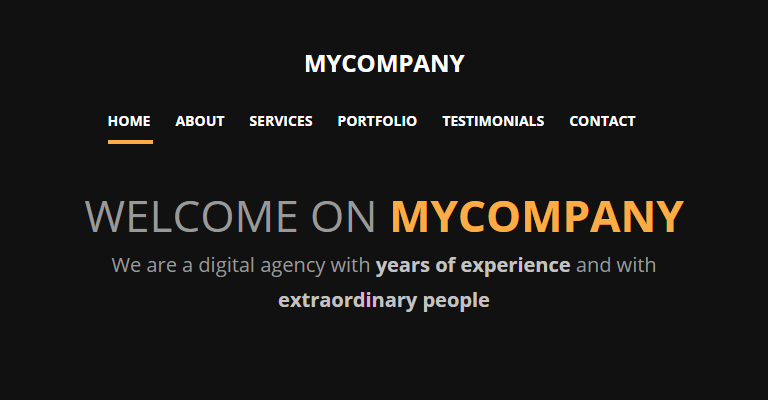 MYCOMPANY
HOME ABOUT SERVICES PORTFOLIO TESTIMONIALS CONTACT
WELCOME ON MYCOMPANY
We are a digital agency with years of experience and with
extraordinary people